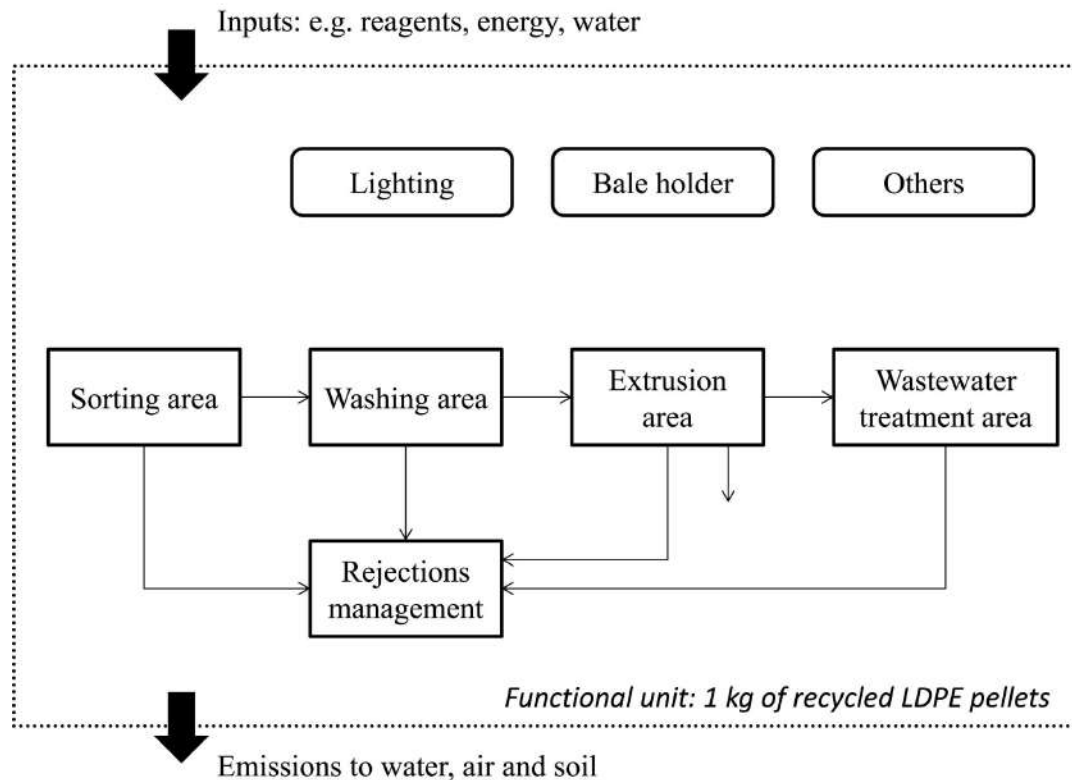 Inputs: e.g. reagents, energy, water
Lighting
Bale holder
Others
Sorting area
Washing area
Extrusion
area
Wastewater
treatment area
Rejections
management
Functional unit: 1 kg of recycled LDPE pellets
Emissions to water, air and soil